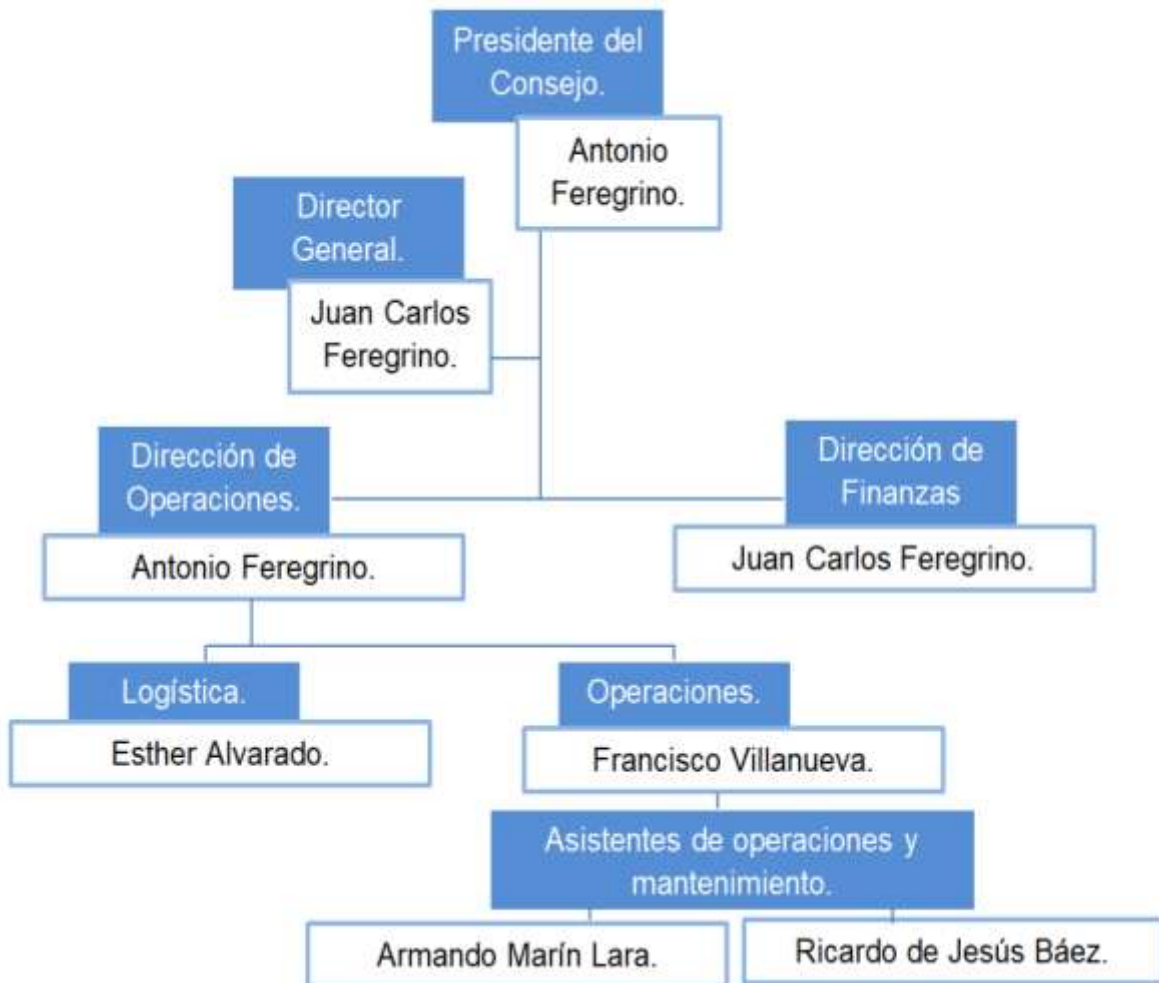 Presidente del
Consejo.
Antonio
Feregrino.
Director
General.
Juan Carlos
Feregrino.
Dirección de
Operaciones.
Antonio Feregrino.
Dirección de
Finanzas
Juan Carlos Feregrino.
Logística.
Esther Alvarado.
Operaciones.
Francisco Villanueva.
Asistentes de operaciones y
mantenimiento.
Armando Marín Lara.
Ricardo de Jesús Báez.